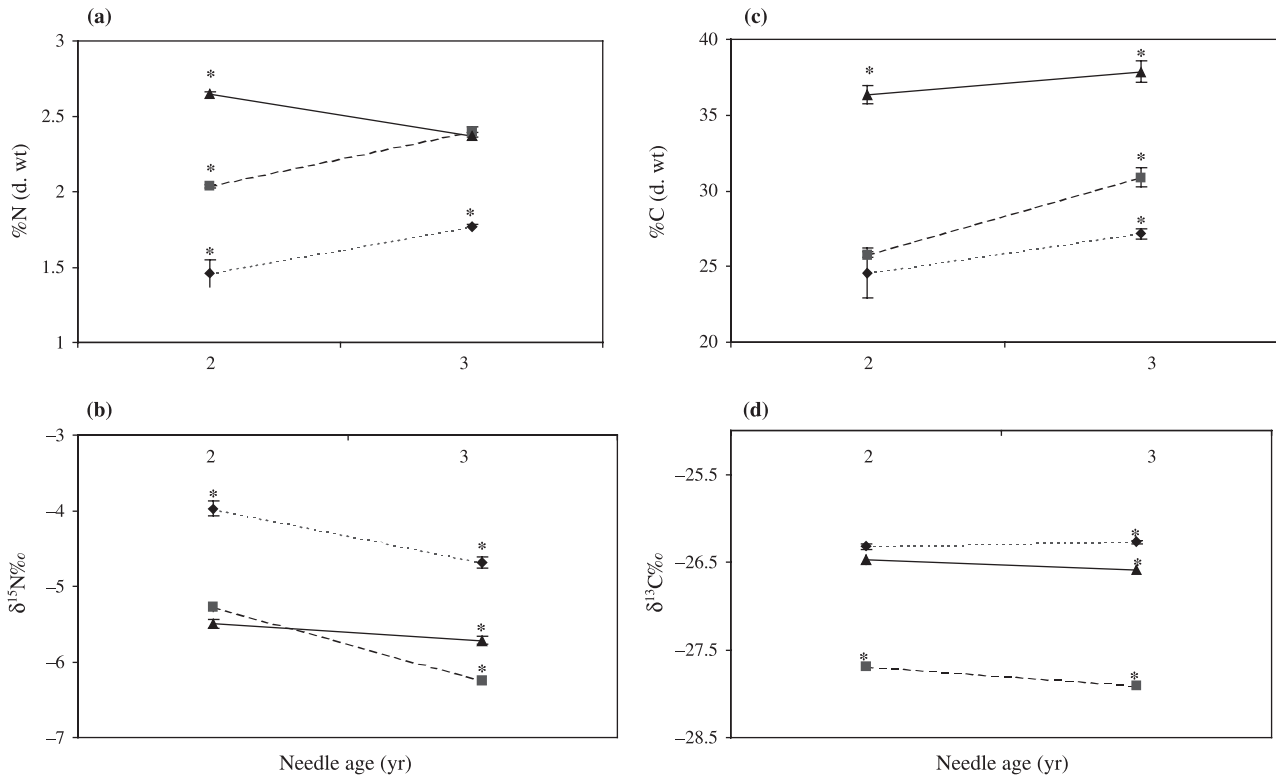 (a)
3
2.5
2
1.5
1
%N (d. wt)
* * * *
2 3
(b)
–3
–4
–5
–6
–7
δ¹⁵N‰
2 3
* * * *
Needle age (yr)
(c)
40
35
30
25
20
%C (d. wt)
* * * *
2 3
(d)
–25.5
–26.5
–27.5
–28.5
δ¹³C‰
2 3
* * * *
Needle age (yr)